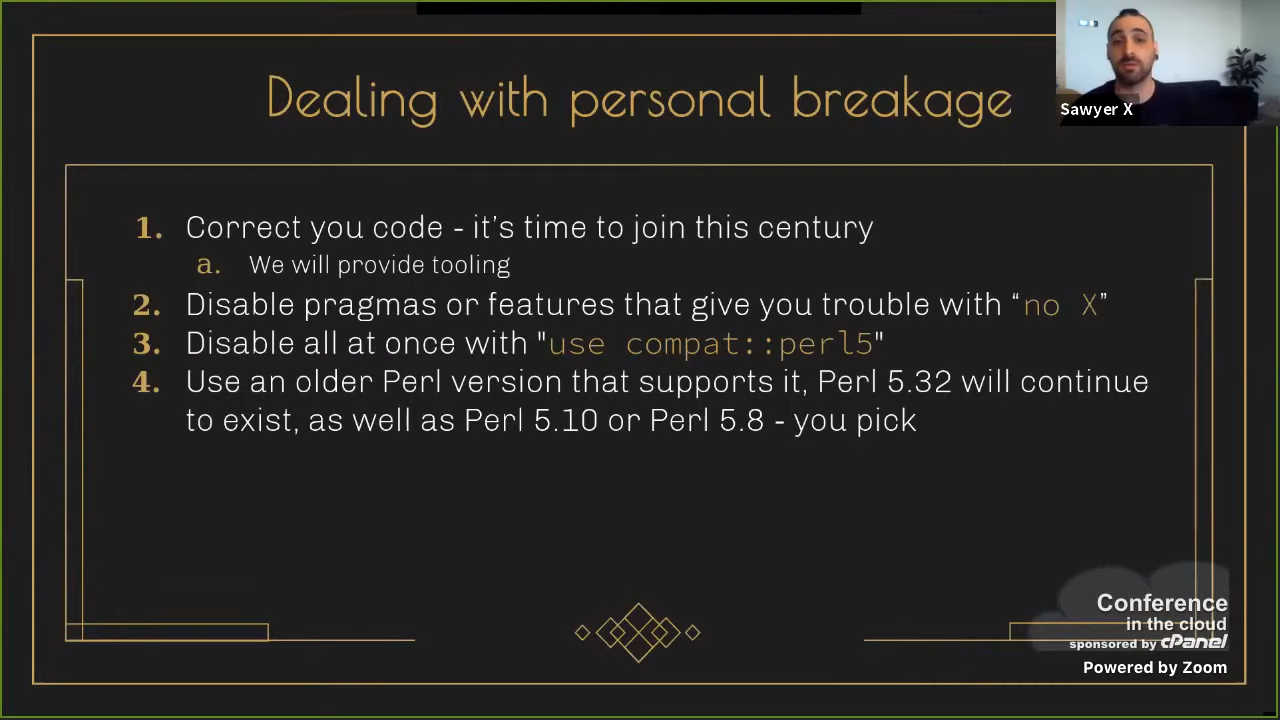 Dealing with personal breakage
Sawyer X
1. Correct you code - it’s time to join this century
a. We will provide tooling
2. Disable pragmas or features that give you trouble with “no X”
3. Disable all at once with "use compat::perl5"
4. Use an older Perl version that supports it, Perl 5.32 will continue
to exist, as well as Perl 5.10 or Perl 5.8 - you pick
Conference
in the cloud
sponsored by cPanel
Powered by Zoom